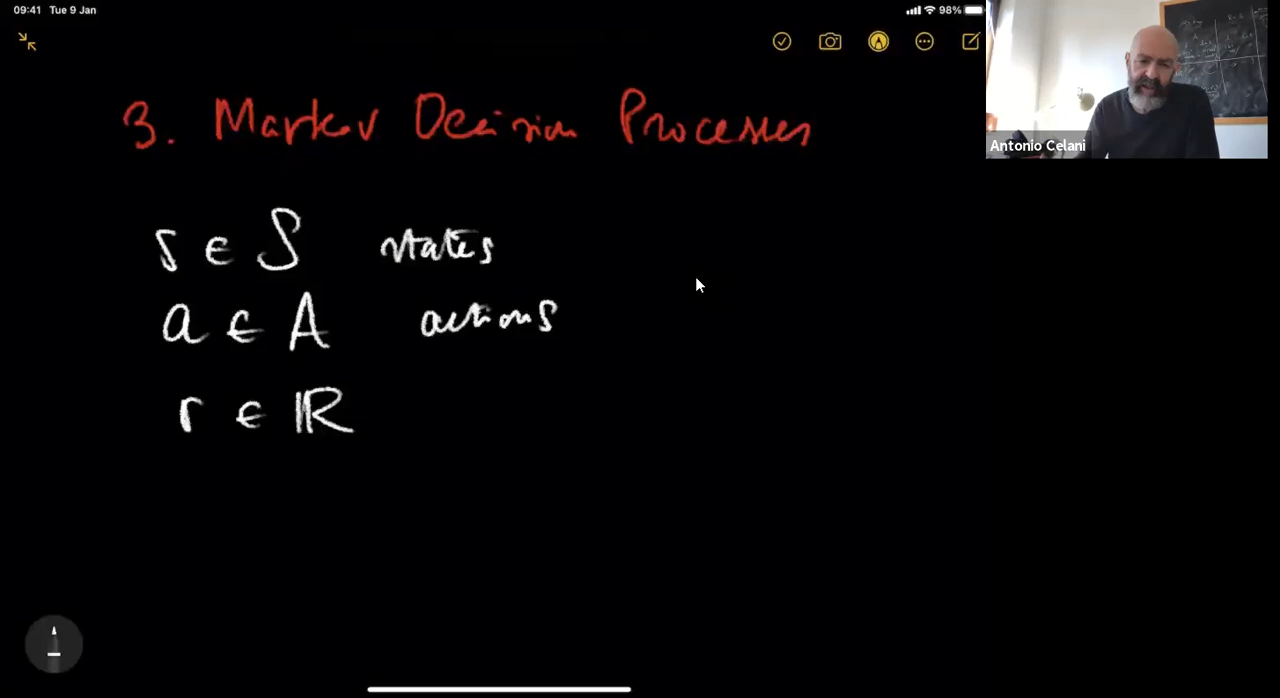 09:41 Tue 9 Jan
98%
Antonio Celani
3. Markov Decision Processes
s ∈ S states
a ∈ A actions
r ∈ ℝ